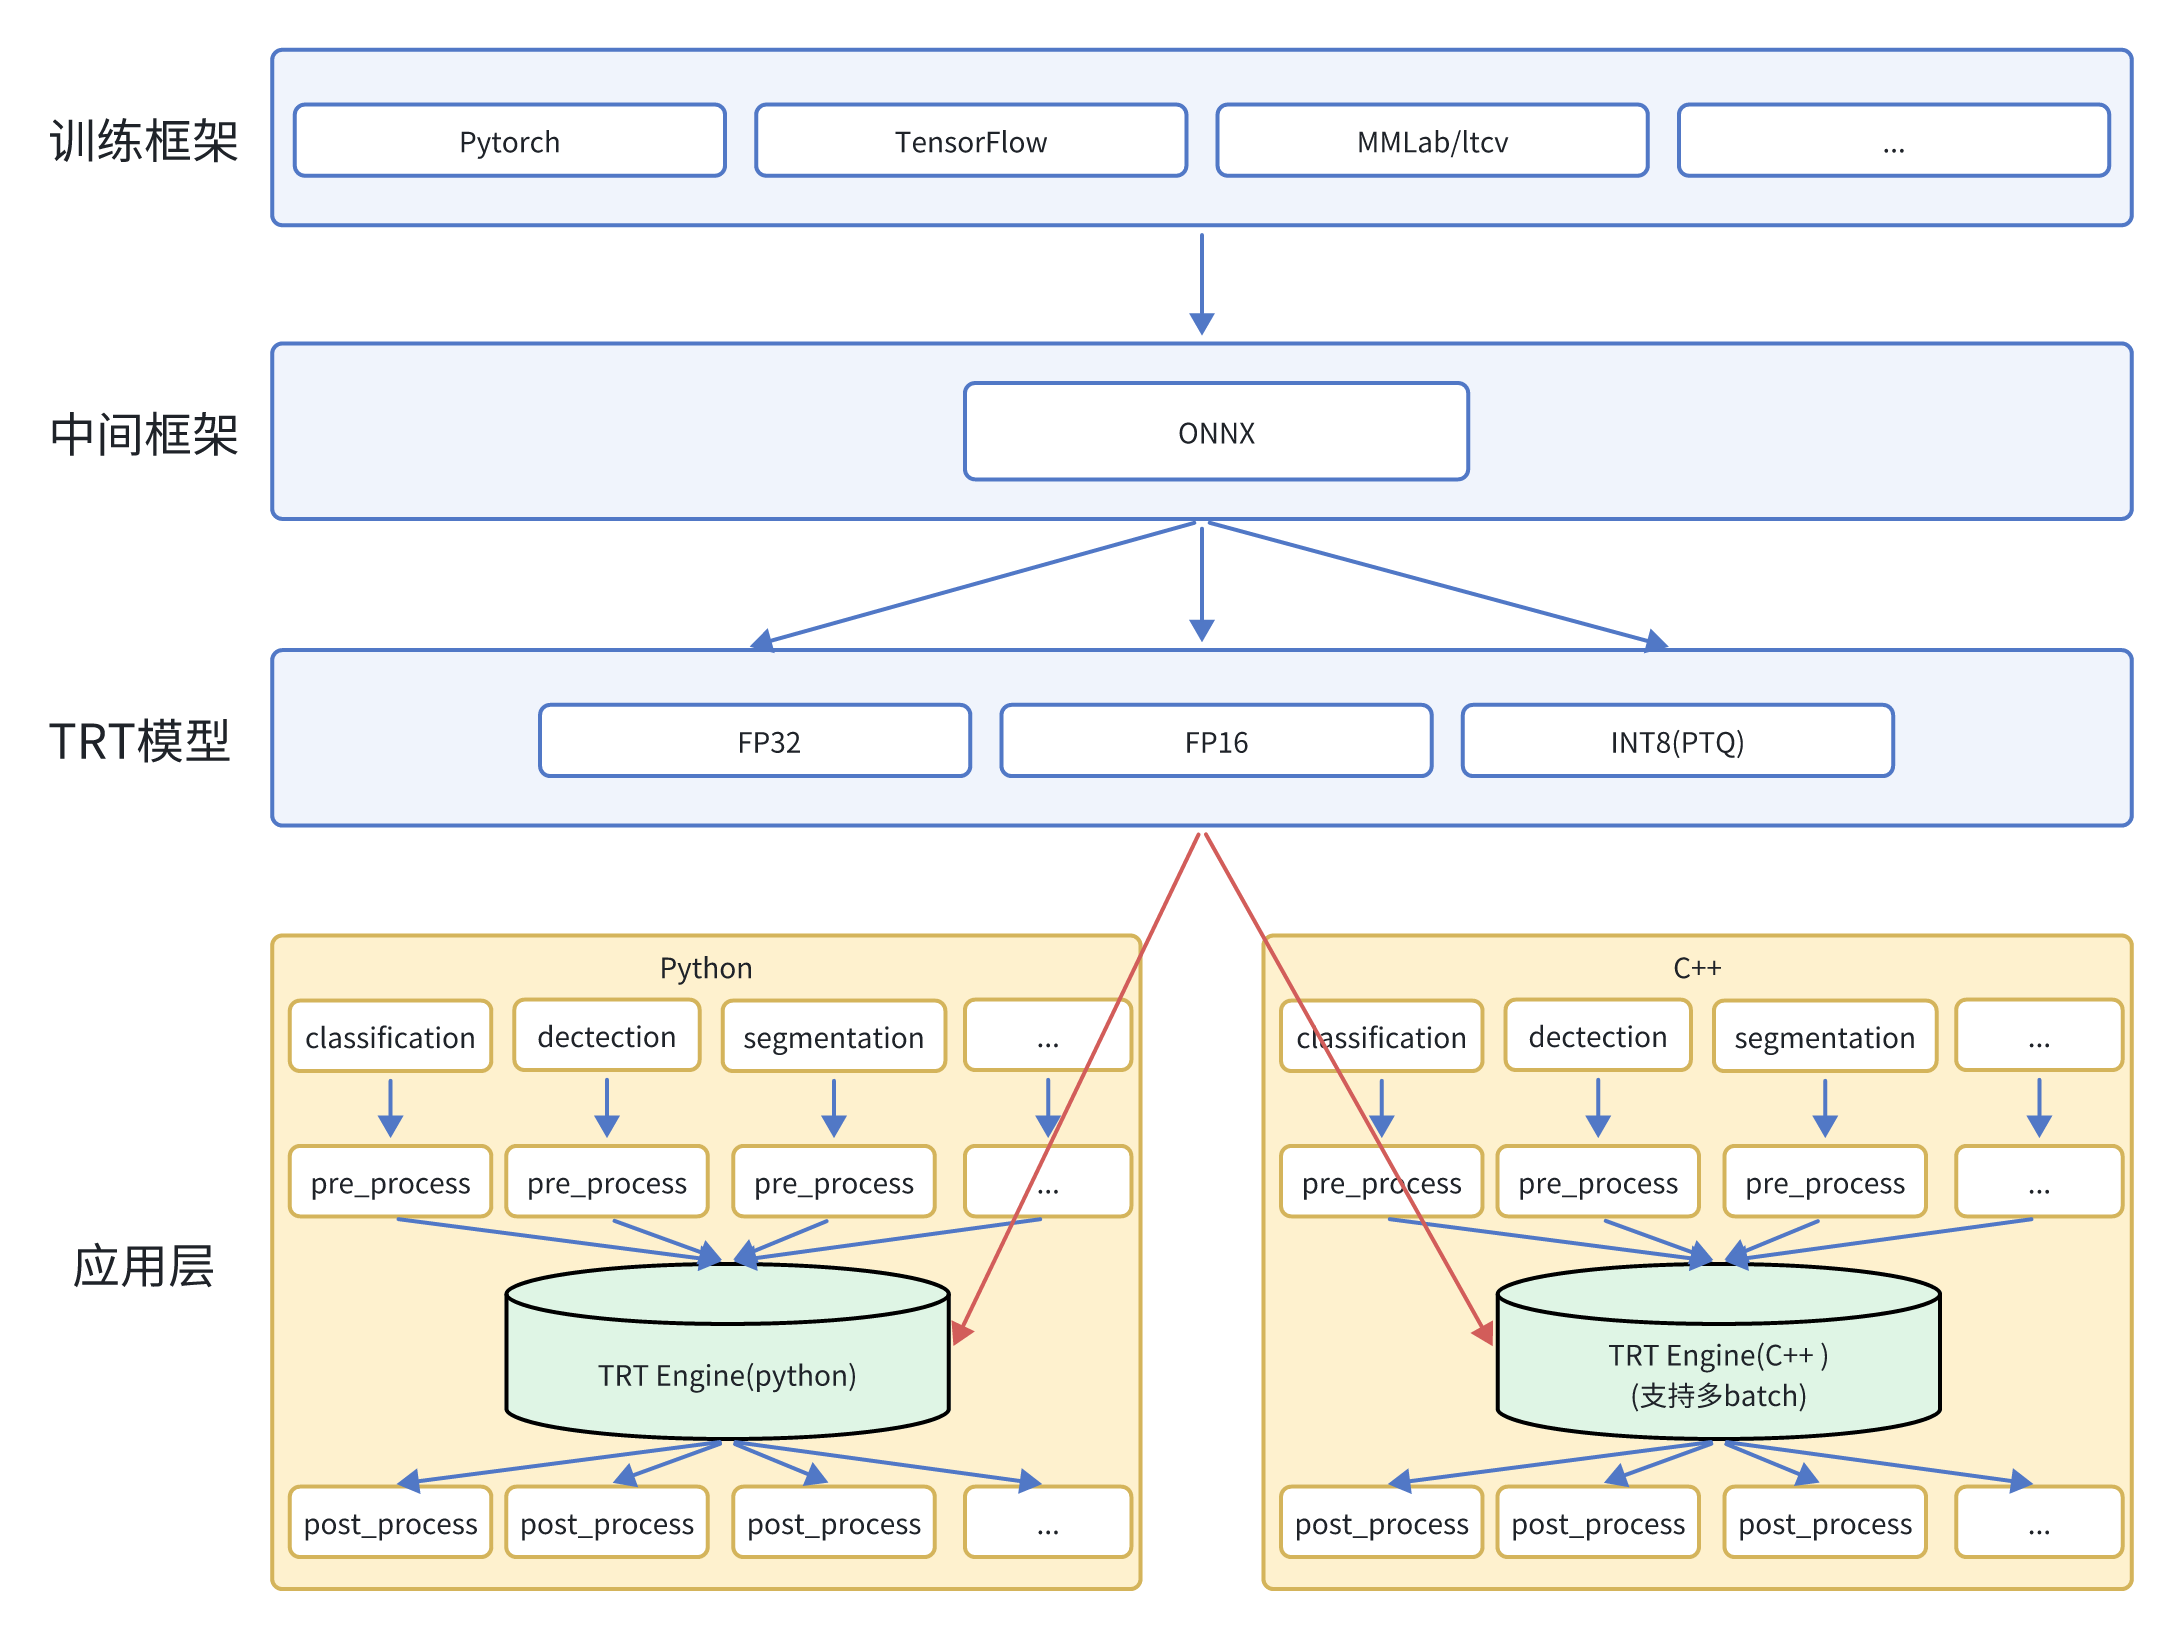 训练框架
Pytorch
TensorFlow
MMLab/ltcv
...
中间框架
ONNX
TRT模型
FP32
FP16
INT8(PTQ)
应用层
Python
classification
dectection
segmentation
...
pre_process
pre_process
pre_process
...
TRT Engine(python)
post_process
post_process
post_process
...
C++
classification
dectection
segmentation
...
pre_process
pre_process
pre_process
...
TRT Engine(C++ )
(支持多batch)
post_process
post_process
post_process
...